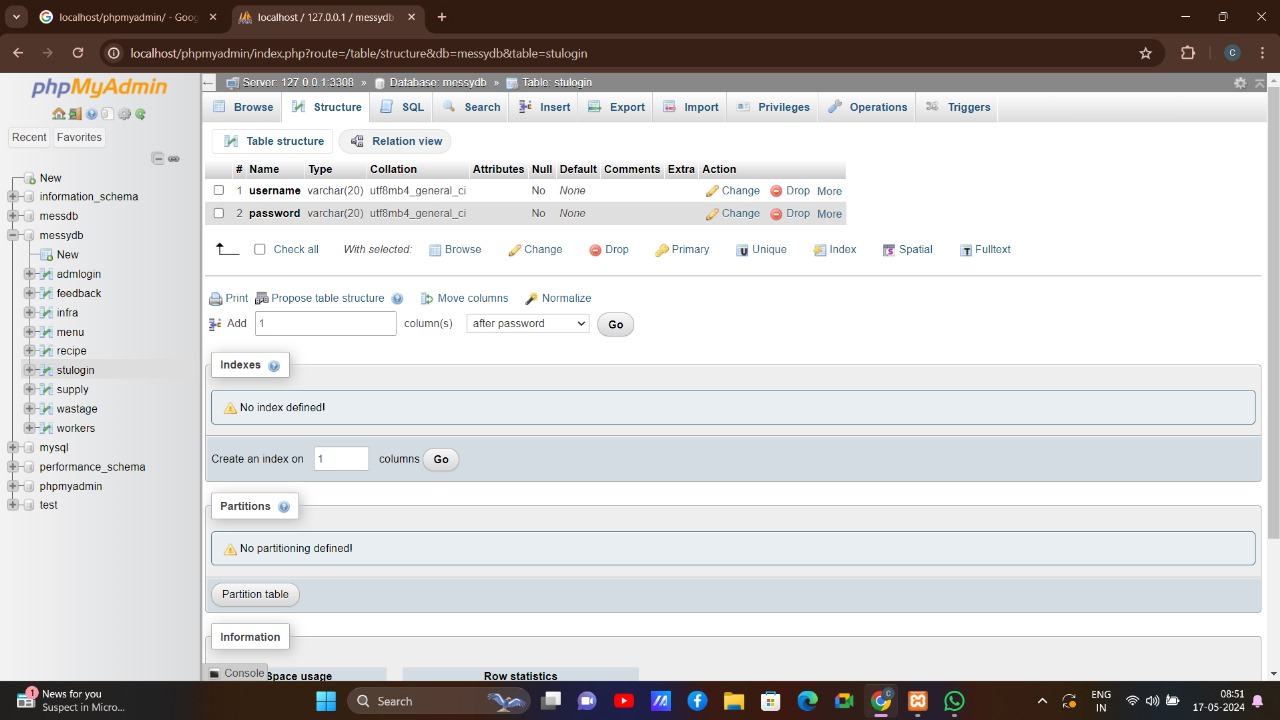 localhost/phpmyadmin/ - Goog
localhost / 127.0.0.1 / messydb
localhost/phpmyadmin/index.php?route=/table/structure&db=messydb&table=stulogin
C
phpMyAdmin
Recent Favorites
New
information_schema
messdb
messydb
New
admlogin
feedback
infra
menu
recipe
stulogin
supply
wastage
workers
mysql
performance_schema
phpmyadmin
test
Server: 127.0.0.1:3308 » Database: messydb » Table: stulogin
Browse Structure SQL Search Insert Export Import Privileges Operations Triggers
Table structure Relation view
# Name Type Collation Attributes Null Default Comments Extra Action
1 username varchar(20) utf8mb4_general_ci No None Change Drop More
2 password varchar(20) utf8mb4_general_ci No None Change Drop More
Check all With selected: Browse Change Drop Primary Unique Index Spatial Fulltext
Print Propose table structure Move columns Normalize
Add 1 column(s) after password Go
Indexes
No index defined!
Create an index on 1 columns Go
Partitions
No partitioning defined!
Partition table
Information
Console Space usage Row statistics
1 News for you
Suspect in Micro...
Search
C
ENG
IN
08:51
17-05-2024